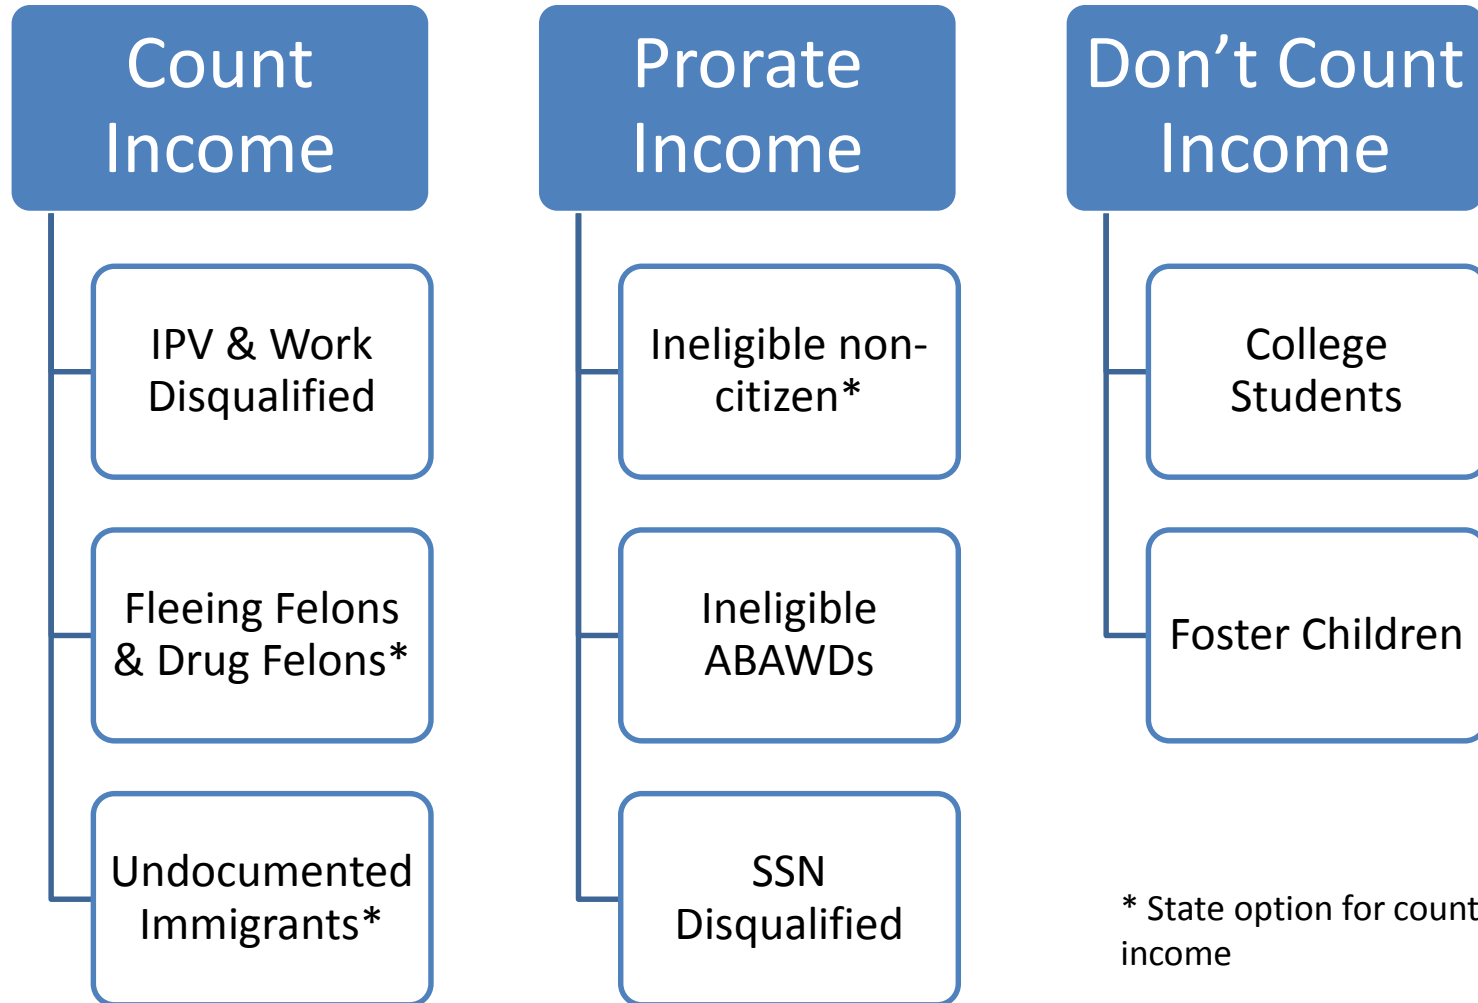 Count
Income
IPV & Work
Disqualified
Fleeing Felons
& Drug Felons*
Undocumented
Immigrants*
Prorate
Income
Ineligible non-
citizen*
Ineligible
ABAWDs
SSN
Disqualified
Don’t Count
Income
College
Students
Foster Children
* State option for count
income